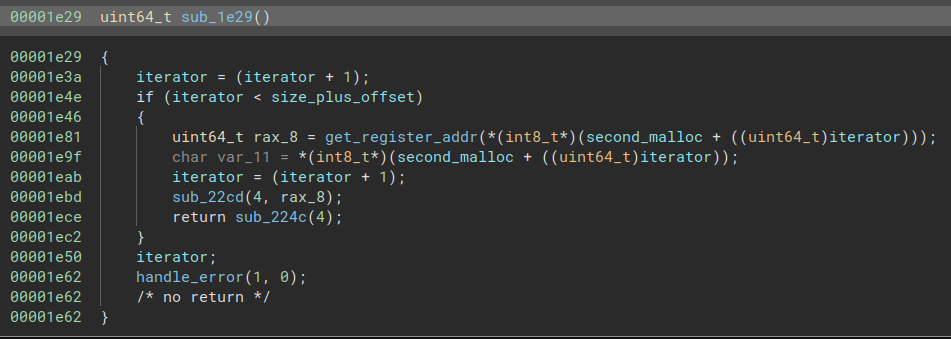 00001e29 uint64_t sub_1e29()
00001e29 {
00001e3a iterator = (iterator + 1);
00001e4e if (iterator < size_plus_offset)
00001e46 {
00001e81 uint64_t rax_8 = get_register_addr(*(int8_t*)(second_malloc + ((uint64_t)iterator)));
00001e9f char var_11 = *(int8_t*)(second_malloc + ((uint64_t)iterator));
00001eab iterator = (iterator + 1);
00001ebd sub_22cd(4, rax_8);
00001ece return sub_224c(4);
00001ec2 }
00001e50 iterator;
00001e62 handle_error(1, 0);
00001e62 /* no return */
00001e62 }